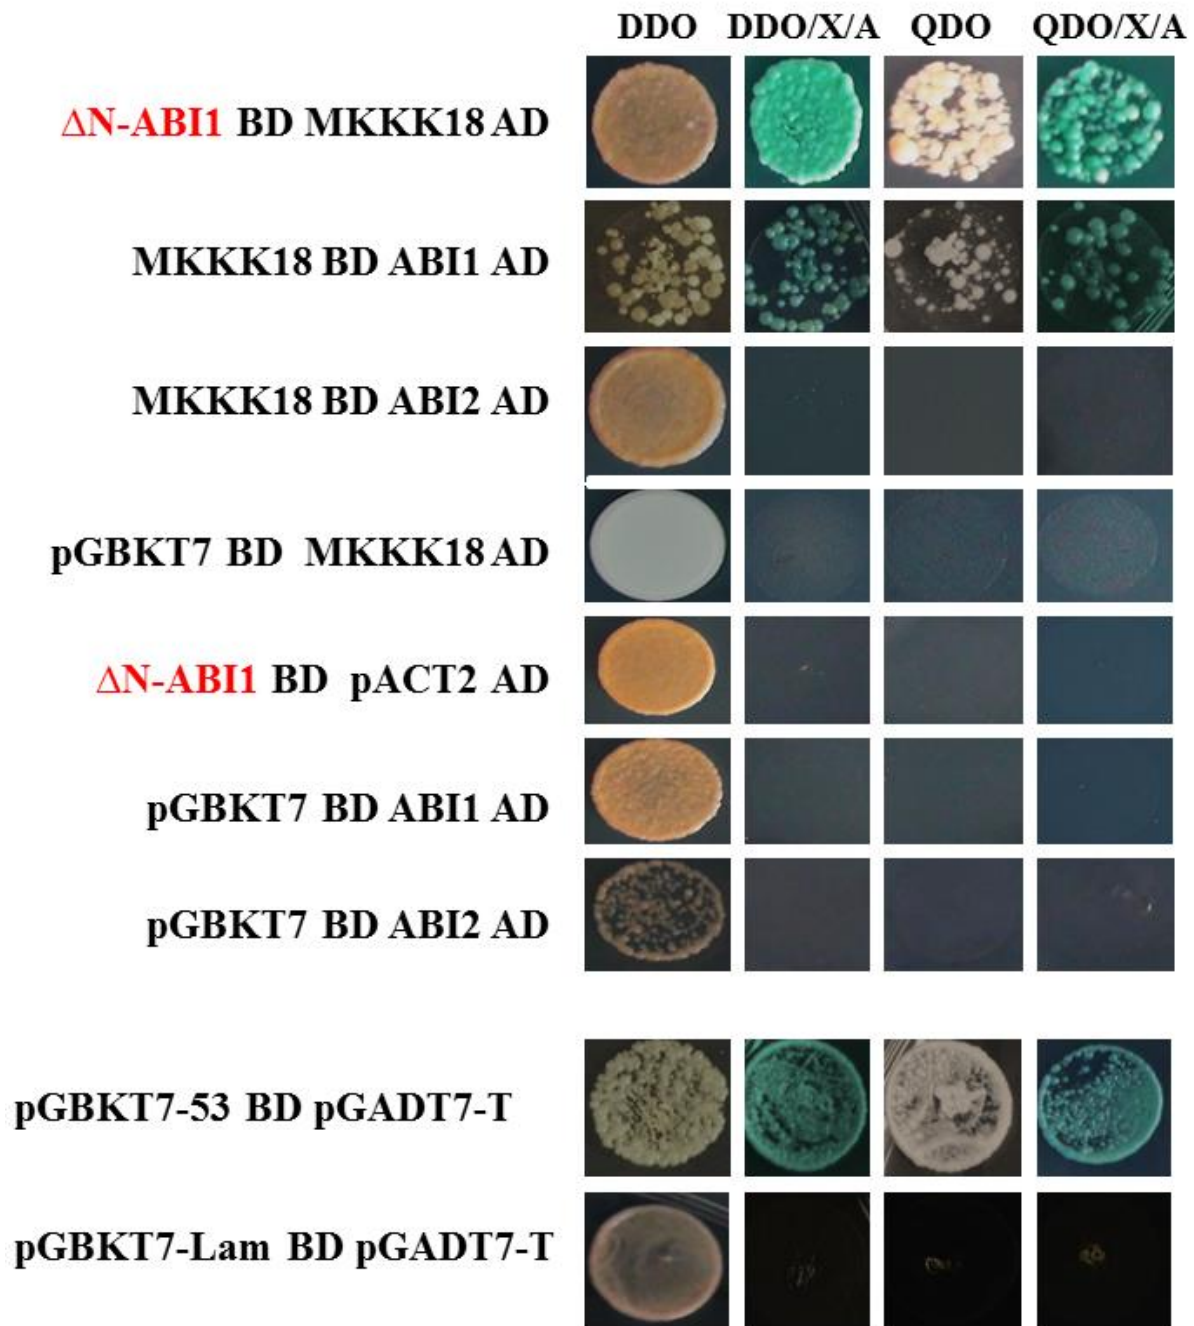 DDO DDO/X/A QDO QDO/X/A
ΔN-ABI1 BD MKKK18 AD
MKKK18 BD ABI1 AD
MKKK18 BD ABI2 AD
pGBKT7 BD MKKK18 AD
ΔN-ABI1 BD pACT2 AD
pGBKT7 BD ABI1 AD
pGBKT7 BD ABI2 AD
pGBKT7-53 BD pGADT7-T
pGBKT7-Lam BD pGADT7-T